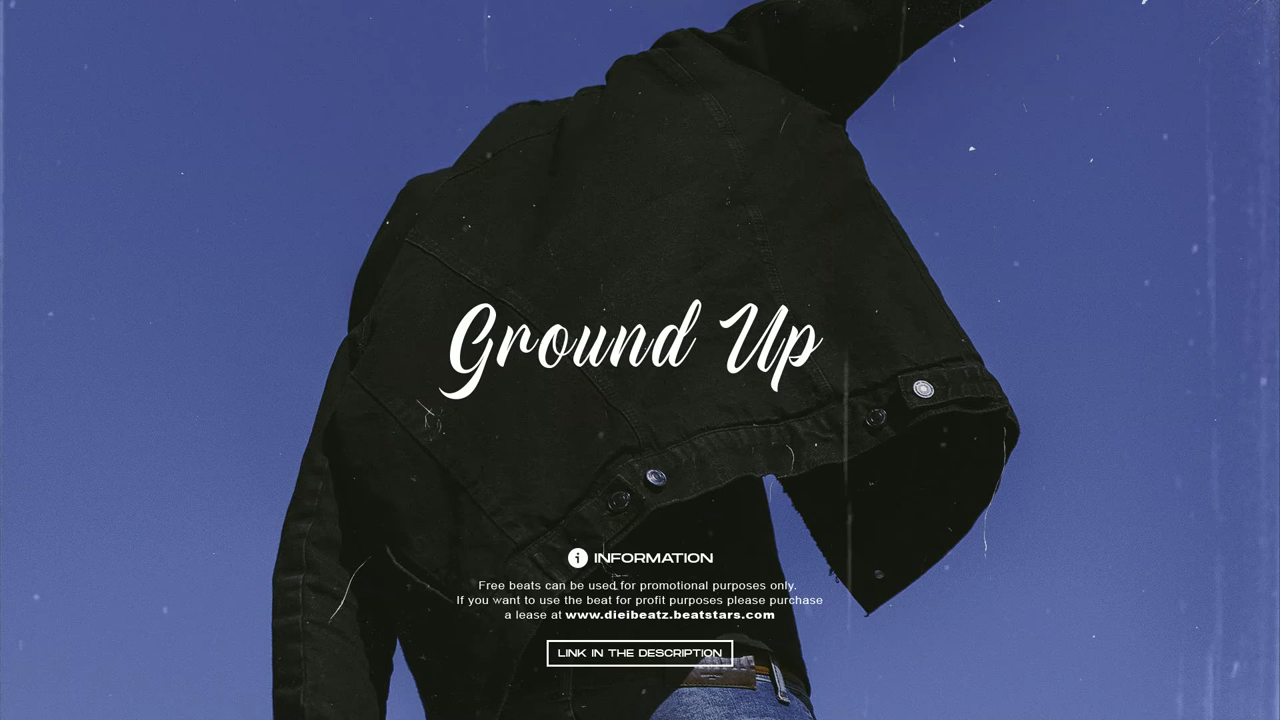 Ground Up
i INFORMATION
Free beats can be used for promotional purposes only.
If you want to use the beat for profit purposes please purchase
a lease at www.dieibeatz.beatstars.com
LINK IN THE DESCRIPTION